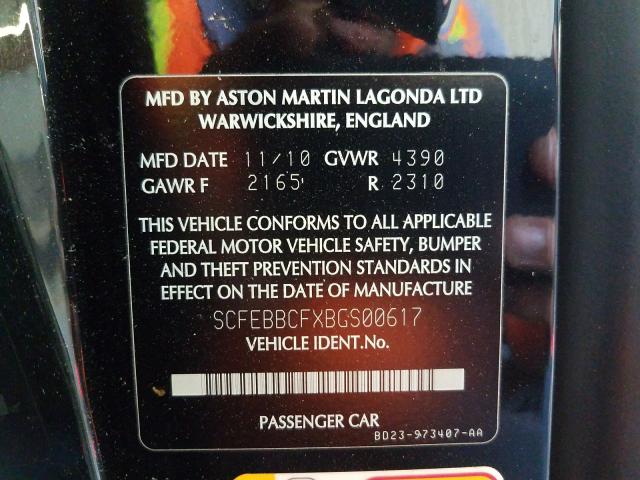 MFD BY ASTON MARTIN LAGONDA LTD
WARWICKSHIRE, ENGLAND
MFD DATE 11/10 GVWR 4390
GAWR F 2165 R 2310
THIS VEHICLE CONFORMS TO ALL APPLICABLE
FEDERAL MOTOR VEHICLE SAFETY, BUMPER
AND THEFT PREVENTION STANDARDS IN
EFFECT ON THE DATE OF MANUFACTURE
SCFEBBCFXBGS00617
VEHICLE IDENT.No.
PASSENGER CAR
BD23-973407-AA